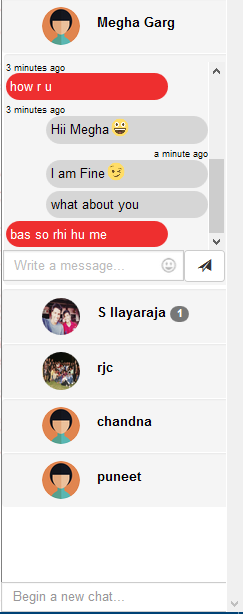 Megha Garg
3 minutes ago
how r u
3 minutes ago
Hii Megha 😀
a minute ago
I am Fine 😉
what about you
bas so rhi hu me
Write a message...
S Ilayaraja 1
rjc
chandna
puneet
Begin a new chat...